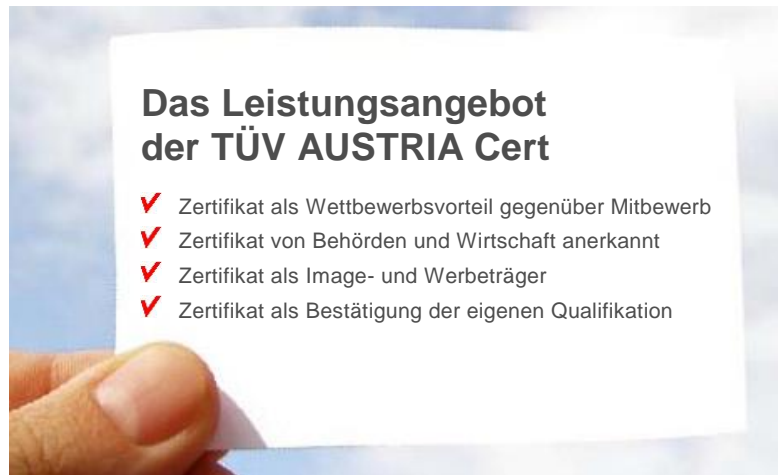 Das Leistungsangebot
der TÜV AUSTRIA Cert
Zertifikat als Wettbewerbsvorteil gegenüber Mitbewerb
Zertifikat von Behörden und Wirtschaft anerkannt
Zertifikat als Image- und Werbeträger
Zertifikat als Bestätigung der eigenen Qualifikation